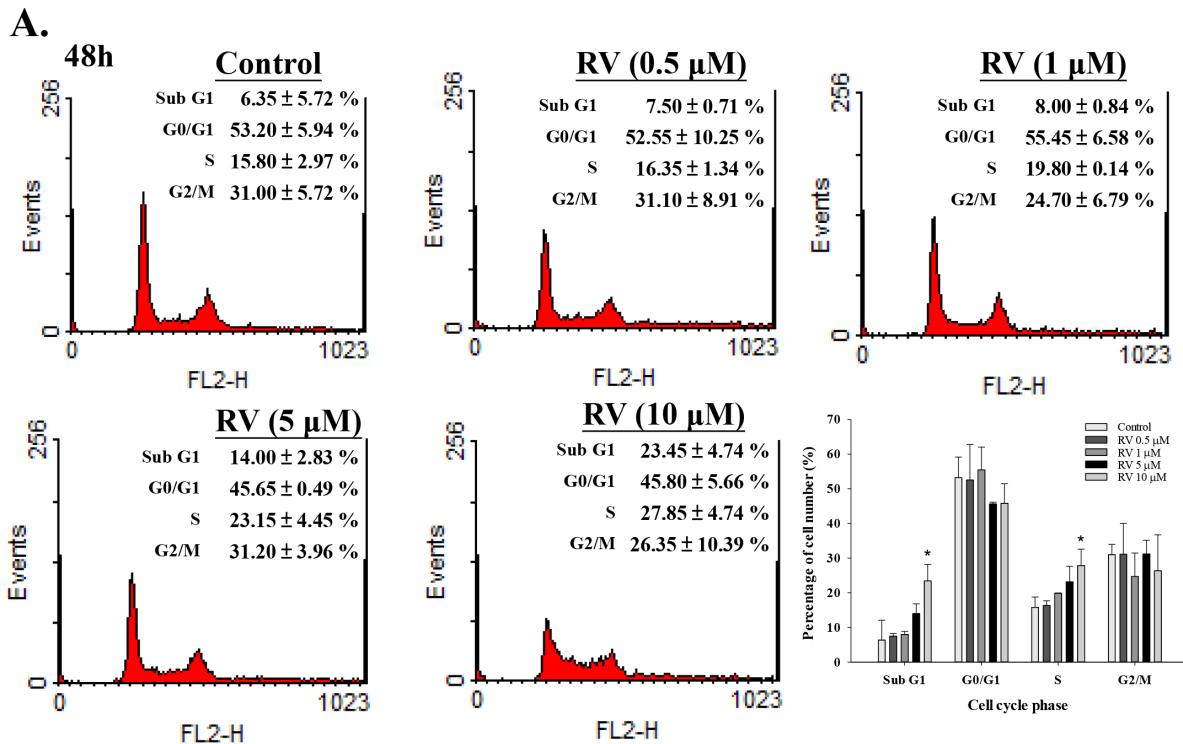 A.
48h
Control
Sub G1 6.35 ± 5.72 %
G0/G1 53.20 ± 5.94 %
S 15.80 ± 2.97 %
G2/M 31.00 ± 5.72 %
256
Events
0
0 1023
FL2-H
RV (0.5 μM)
Sub G1 7.50 ± 0.71 %
G0/G1 52.55 ± 10.25 %
S 16.35 ± 1.34 %
G2/M 31.10 ± 8.91 %
256
Events
0
0 1023
FL2-H
RV (1 μM)
Sub G1 8.00 ± 0.84 %
G0/G1 55.45 ± 6.58 %
S 19.80 ± 0.14 %
G2/M 24.70 ± 6.79 %
256
Events
0
0 1023
FL2-H
RV (5 μM)
Sub G1 14.00 ± 2.83 %
G0/G1 45.65 ± 0.49 %
S 23.15 ± 4.45 %
G2/M 31.20 ± 3.96 %
256
Events
0
0 1023
FL2-H
RV (10 μM)
Sub G1 23.45 ± 4.74 %
G0/G1 45.80 ± 5.66 %
S 27.85 ± 4.74 %
G2/M 26.35 ± 10.39 %
256
Events
0
0 1023
FL2-H
Percentage of cell number (%)
70
60
50
40
30
20
10
0
Control
RV 0.5 μM
RV 1 μM
RV 5 μM
RV 10 μM
*
*
Sub G1 G0/G1 S G2/M
Cell cycle phase